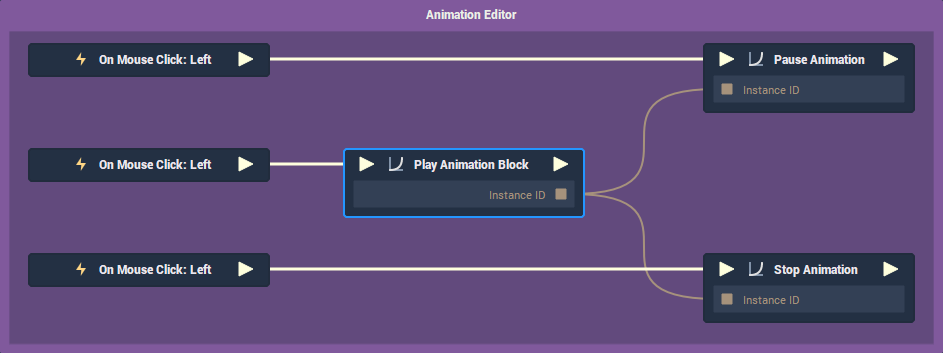 Animation Editor
On Mouse Click: Left
Pause Animation
Instance ID
On Mouse Click: Left
Play Animation Block
Instance ID
On Mouse Click: Left
Stop Animation
Instance ID